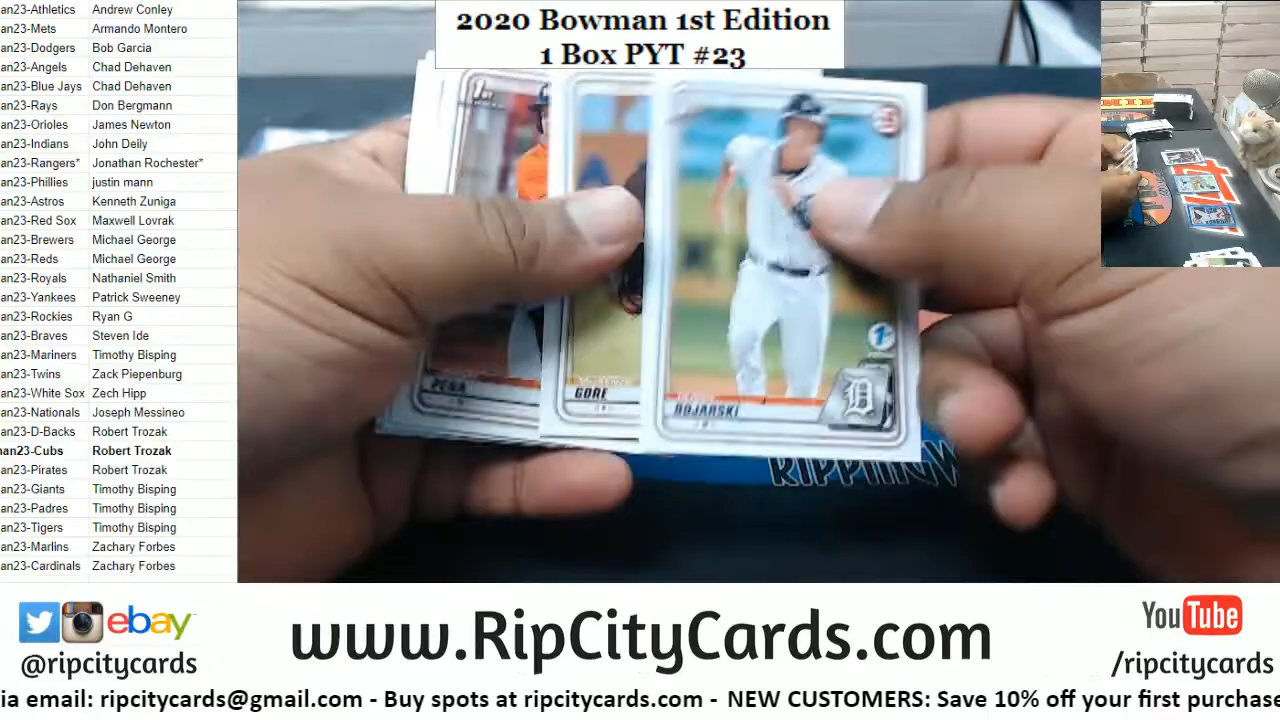 2020 Bowman 1st Edition
1 Box PYT #23
an23-Athletics Andrew Conley
an23-Mets Armando Montero
an23-Dodgers Bob Garcia
an23-Angels Chad Dehaven
an23-Blue Jays Chad Dehaven
an23-Rays Don Bergmann
an23-Orioles James Newton
an23-Indians John Deily
an23-Rangers* Jonathan Rochester*
an23-Phillies justin mann
an23-Astros Kenneth Zuniga
an23-Red Sox Maxwell Lovrak
an23-Brewers Michael George
an23-Reds Michael George
an23-Royals Nathaniel Smith
an23-Yankees Patrick Sweeney
an23-Rockies Ryan G
an23-Braves Steven Ide
an23-Mariners Timothy Bisping
an23-Twins Zack Piepenburg
an23-White Sox Zech Hipp
an23-Nationals Joseph Messineo
an23-D-Backs Robert Trozak
nan23-Cubs Robert Trozak
an23-Pirates Robert Trozak
an23-Giants Timothy Bisping
an23-Padres Timothy Bisping
an23-Tigers Timothy Bisping
an23-Marlins Zachary Forbes
an23-Cardinals Zachary Forbes
1st
PEÑA
GORE
1st
D
ROJARSKI
RIPPINGW
ebay
@ripcitycards
www.RipCityCards.com
YouTube
/ripcitycards
ia email: ripcitycards@gmail.com - Buy spots at ripcitycards.com - NEW CUSTOMERS: Save 10% off your first purchase